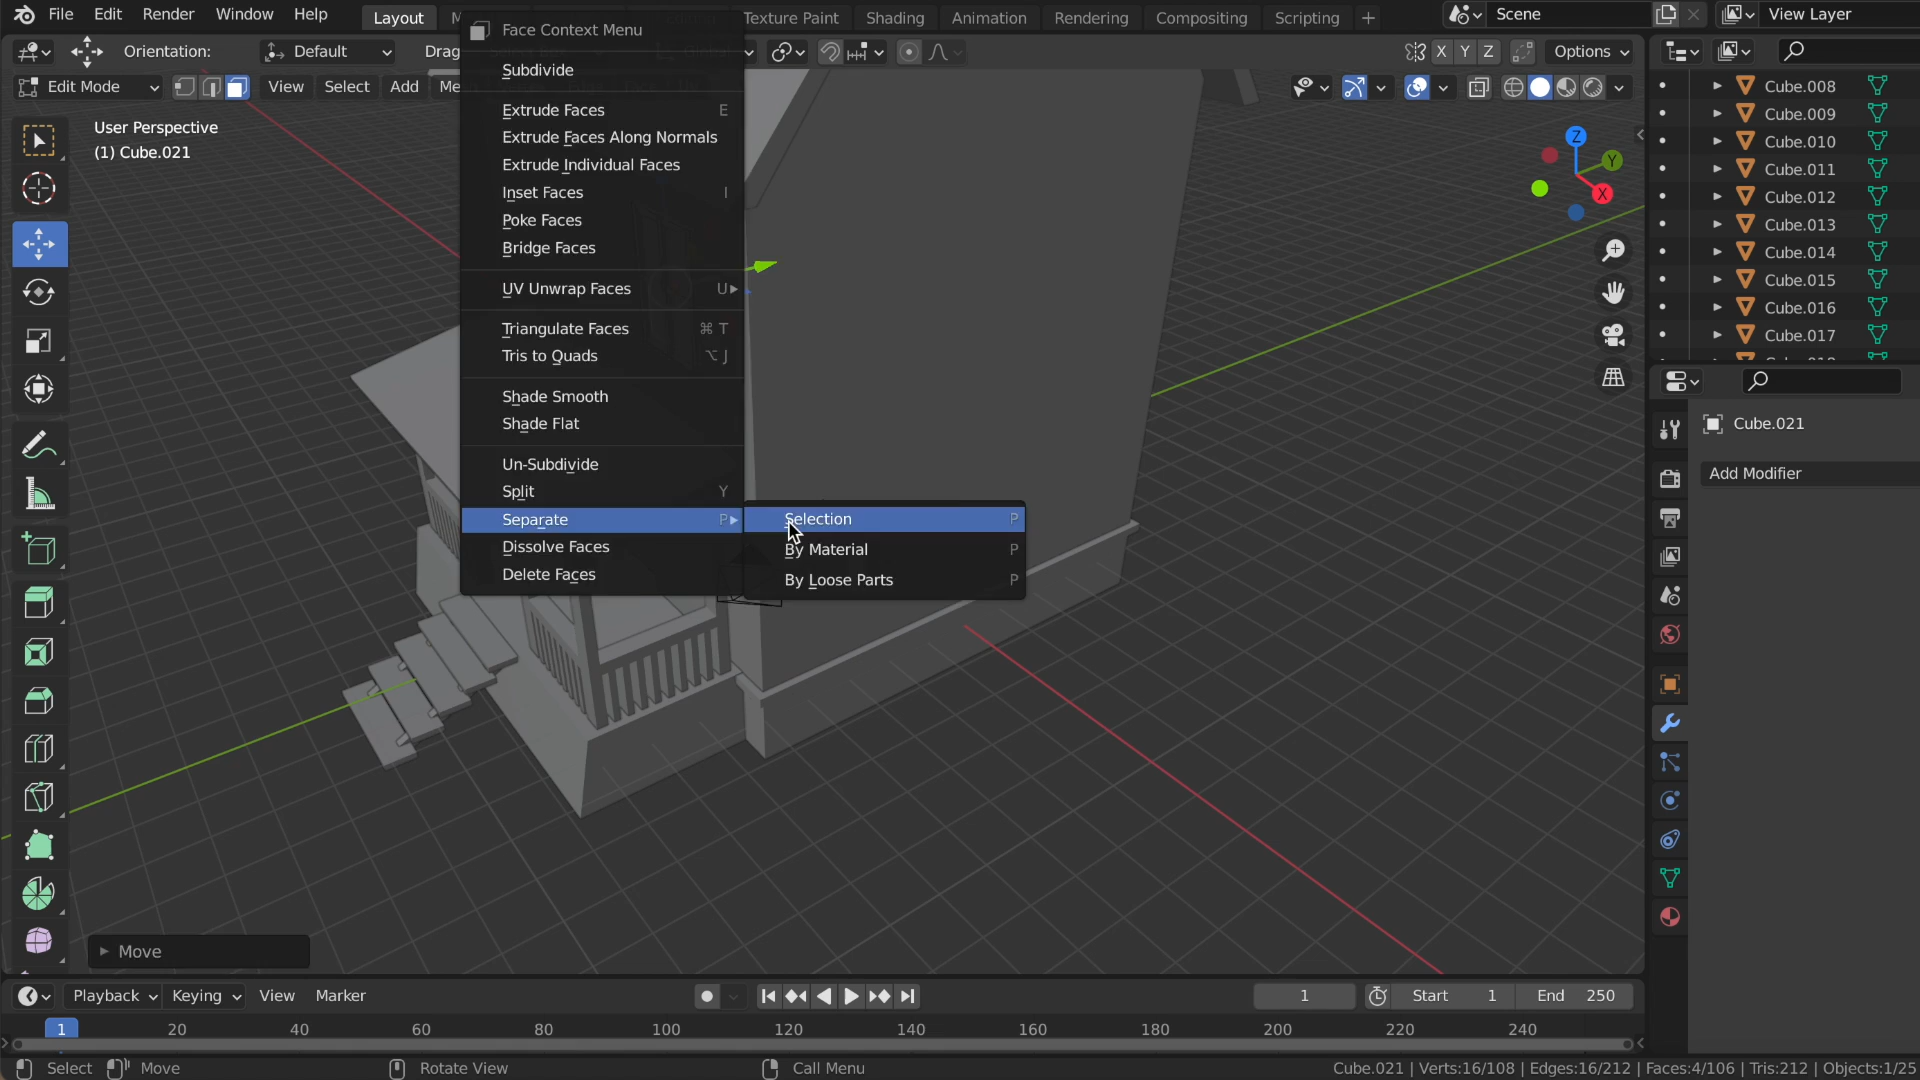 File Edit Render Window Help Layout Texture Paint Shading Animation Rendering Compositing Scripting + Scene View Layer
Orientation: Default Drag X Y Z Options
Edit Mode View Select Add Me
User Perspective
(1) Cube.021
Face Context Menu
Subdivide
Extrude Faces E
Extrude Faces Along Normals
Extrude Individual Faces
Inset Faces I
Poke Faces
Bridge Faces
UV Unwrap Faces U
Triangulate Faces ⌘ T
Tris to Quads ⌥ J
Shade Smooth
Shade Flat
Un-Subdivide
Split Y
Separate P
Dissolve Faces
Delete Faces
Selection P
By Material P
By Loose Parts P
Z
Y
X
Cube.008
Cube.009
Cube.010
Cube.011
Cube.012
Cube.013
Cube.014
Cube.015
Cube.016
Cube.017
Cube.021
Add Modifier
Move
Playback Keying View Marker 1 Start 1 End 250
1 20 40 60 80 100 120 140 160 180 200 220 240
Select Move Rotate View Call Menu Cube.021 | Verts:16/108 | Edges:16/212 | Faces:4/106 | Tris:212 | Objects:1/25